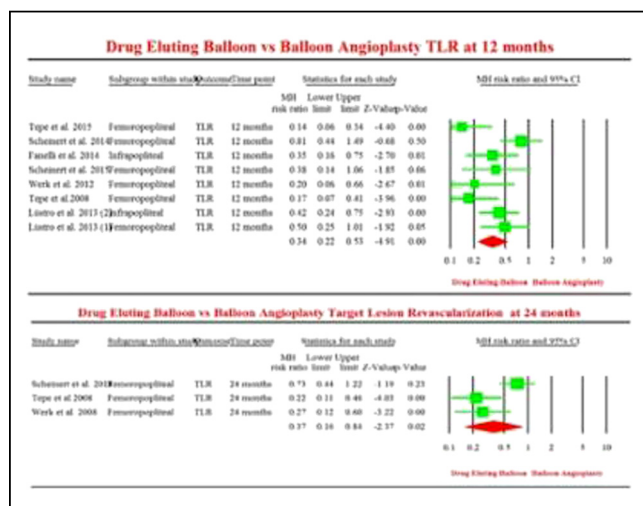 Drug Eluting Balloon vs Balloon Angioplasty TLR at 12 months
Study name Subgroup within study Outcome Time point Statistics for each study MH risk ratio and 95% CI
MH Lower Upper
risk ratio limit limit Z-Value p-Value
Tepe et al. 2015 Femoropopliteal TLR 12 months 0.14 0.06 0.34 -4.40 0.00
Scheinert et al. 2014 Femoropopliteal TLR 12 months 0.81 0.44 1.49 -0.68 0.50
Fanelli et al. 2014 Infrapopliteal TLR 12 months 0.35 0.16 0.75 -2.70 0.01
Scheinert et al. 2015 Femoropopliteal TLR 12 months 0.38 0.14 1.06 -1.85 0.06
Werk et al. 2012 Femoropopliteal TLR 12 months 0.20 0.06 0.66 -2.67 0.01
Tepe et al.2008 Femoropopliteal TLR 12 months 0.17 0.07 0.41 -3.96 0.00
et al. 2013 (2) Infrapopliteal TLR 12 months 0.42 0.24 0.75 -2.93 0.00
et al. 2013 (1) Femoropopliteal TLR 12 months 0.50 0.25 1.01 -1.92 0.05
0.34 0.22 0.53 -4.91 0.00
0.1 0.2 0.5 1 2 5 10
Drug Eluting Balloon Balloon Angioplasty
Drug Eluting Balloon vs Balloon Angioplasty Target Lesion Revascularization at 24 months
Study name Subgroup within study Outcome Time point Statistics for each study MH risk ratio and 95% CI
MH Lower Upper
risk ratio limit limit Z-Value p-Value
Scheinert et al. Femoropopliteal TLR 24 months 0.73 0.44 1.22 -1.19 0.23
Tepe et al 2008 Femoropopliteal TLR 24 months 0.22 0.11 0.46 -4.03 0.00
Werk et al. 2008 Femoropopliteal TLR 24 months 0.27 0.12 0.60 -3.22 0.00
0.37 0.16 0.84 -2.37 0.02
0.1 0.2 0.5 1 2 5 10
Drug Eluting Balloon Balloon Angioplasty